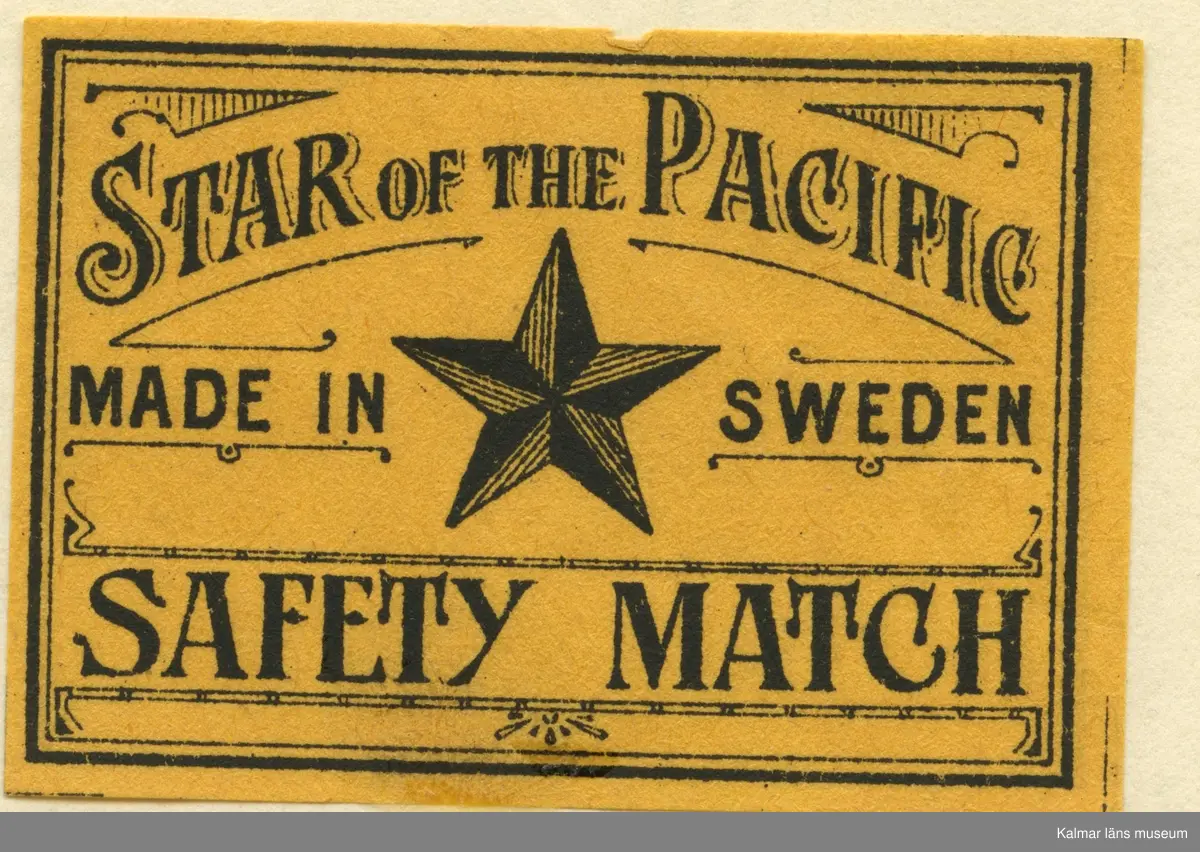 STAR OF THE PACIFIC
MADE IN SWEDEN
SAFETY MATCH
Kalmar läns museum